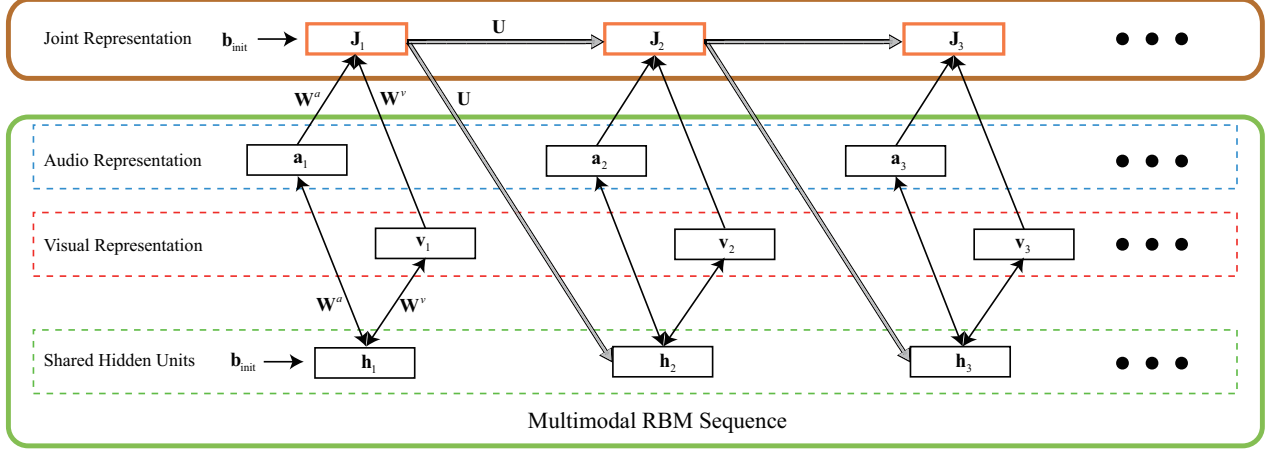 Joint Representation b_init J_1 U J_2 J_3
W^a W^v U
Audio Representation a_1 a_2 a_3
Visual Representation v_1 v_2 v_3
W^a W^v
Shared Hidden Units b_init h_1 h_2 h_3
Multimodal RBM Sequence